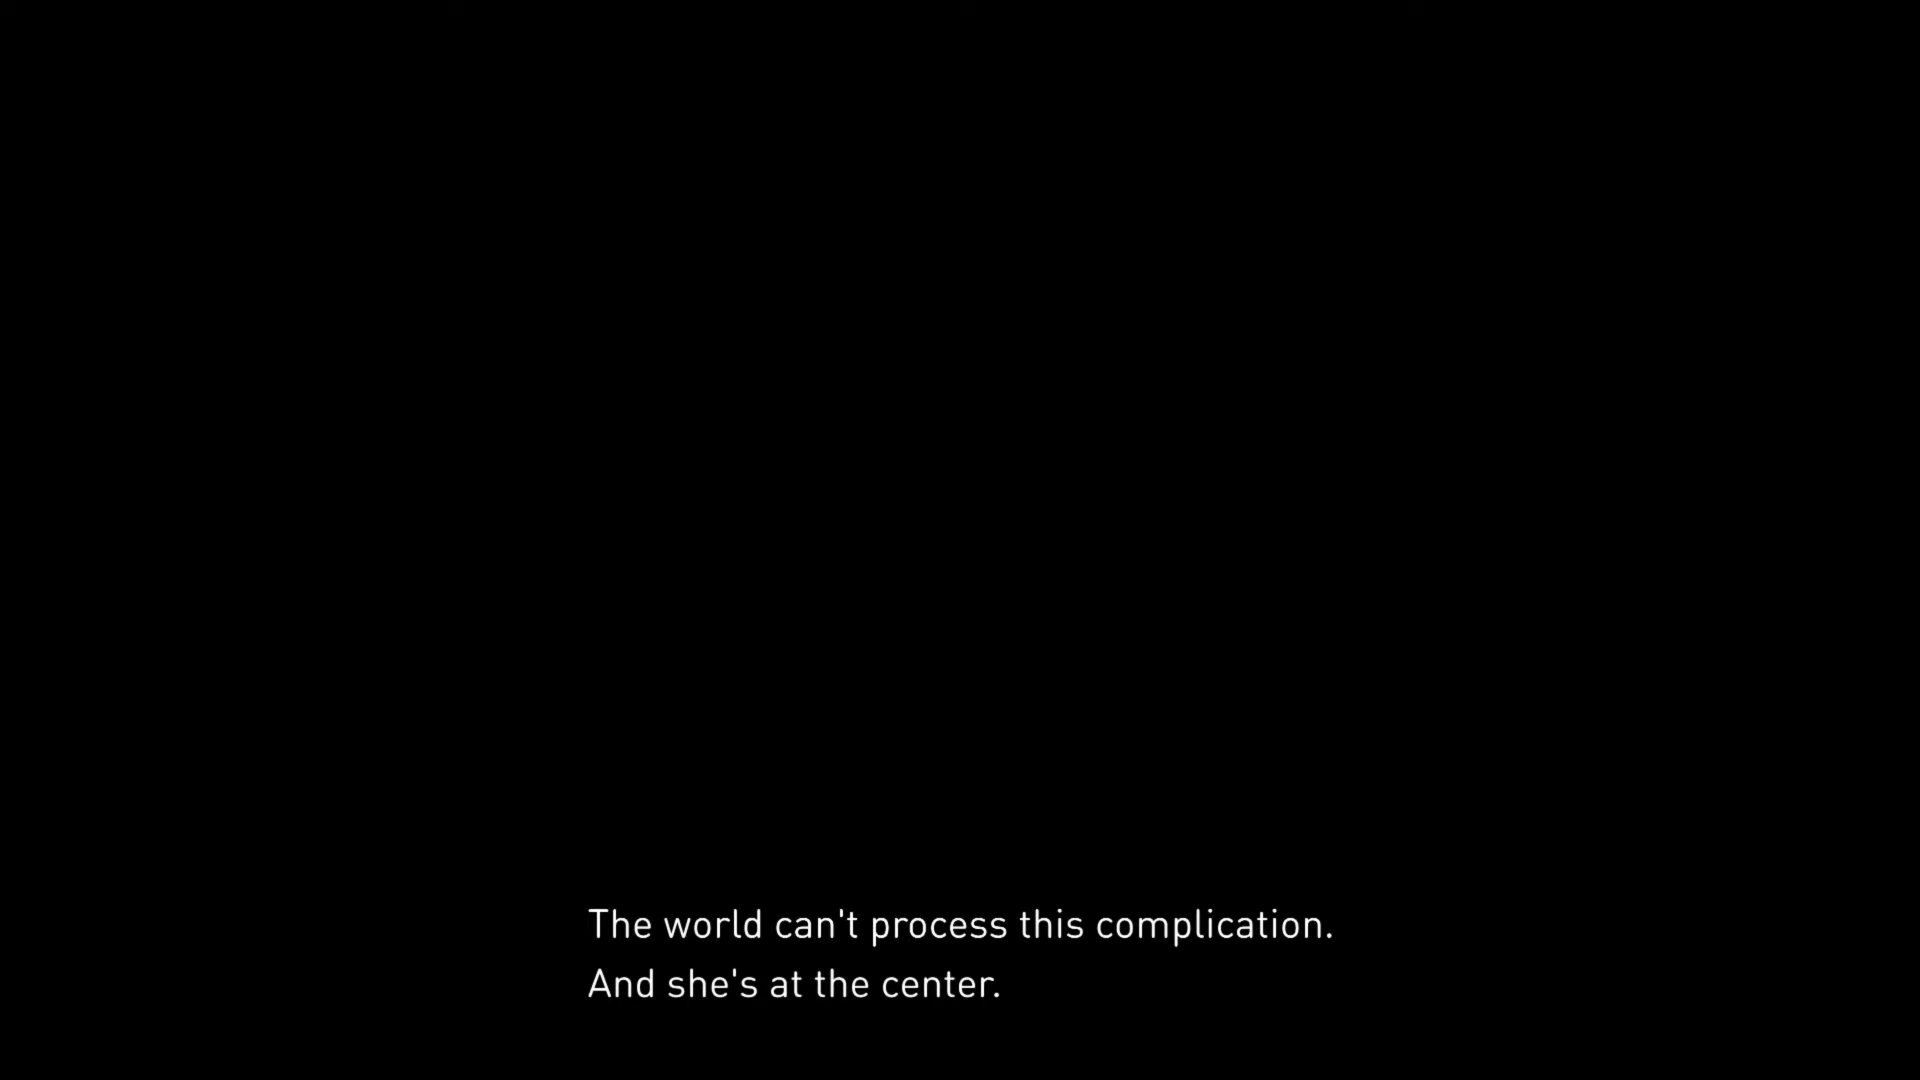 The world can't process this complication.
And she's at the center.